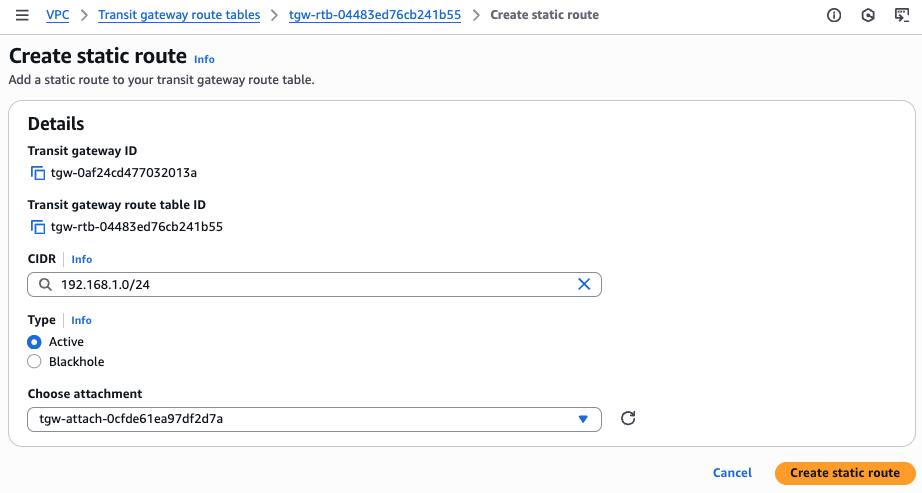 VPC > Transit gateway route tables > tgw-rtb-04483ed76cb241b55 > Create static route
Create static route Info
Add a static route to your transit gateway route table.
Details
Transit gateway ID
tgw-0af24cd477032013a
Transit gateway route table ID
tgw-rtb-04483ed76cb241b55
CIDR | Info
192.168.1.0/24
Type | Info
Active
Blackhole
Choose attachment
tgw-attach-0cfde61ea97df2d7a
Cancel Create static route